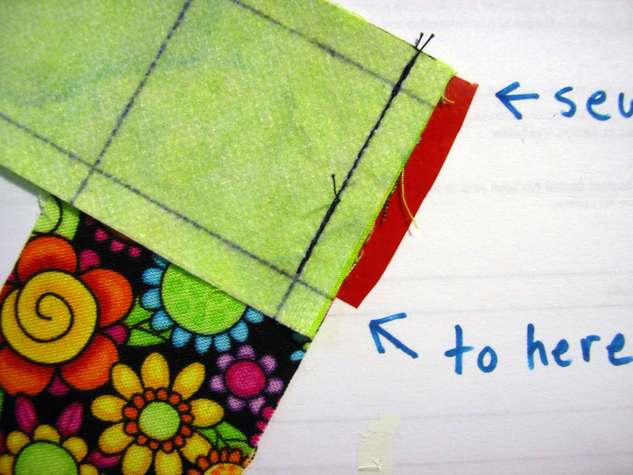 ← sew
↖ to here